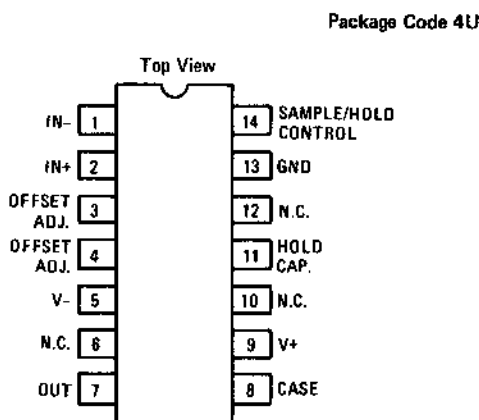 Package Code 4U
Top View
IN- 1
14 SAMPLE/HOLD
CONTROL
IN+ 2
13 GND
OFFSET
ADJ. 3
12 N.C.
OFFSET
ADJ. 4
11 HOLD
CAP.
V- 5
10 N.C.
N.C. 6
9 V+
OUT 7
8 CASE